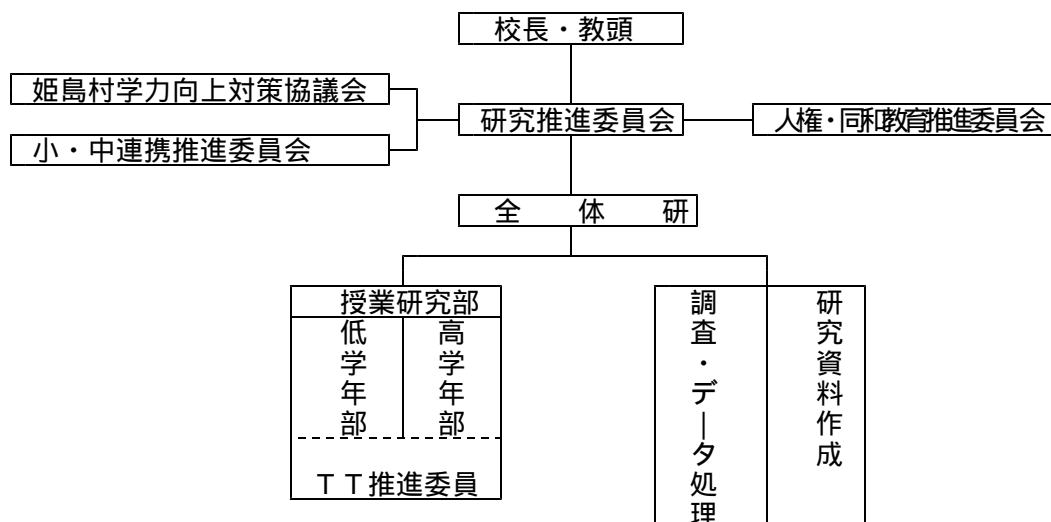 校長・教頭
姫島村学力向上対策協議会
研究推進委員会
人権・同和教育推進委員会
小・中連携推進委員会
全　体　研
授業研究部
低学年部
高学年部
ＴＴ推進委員
調査・データ処理
研究資料作成